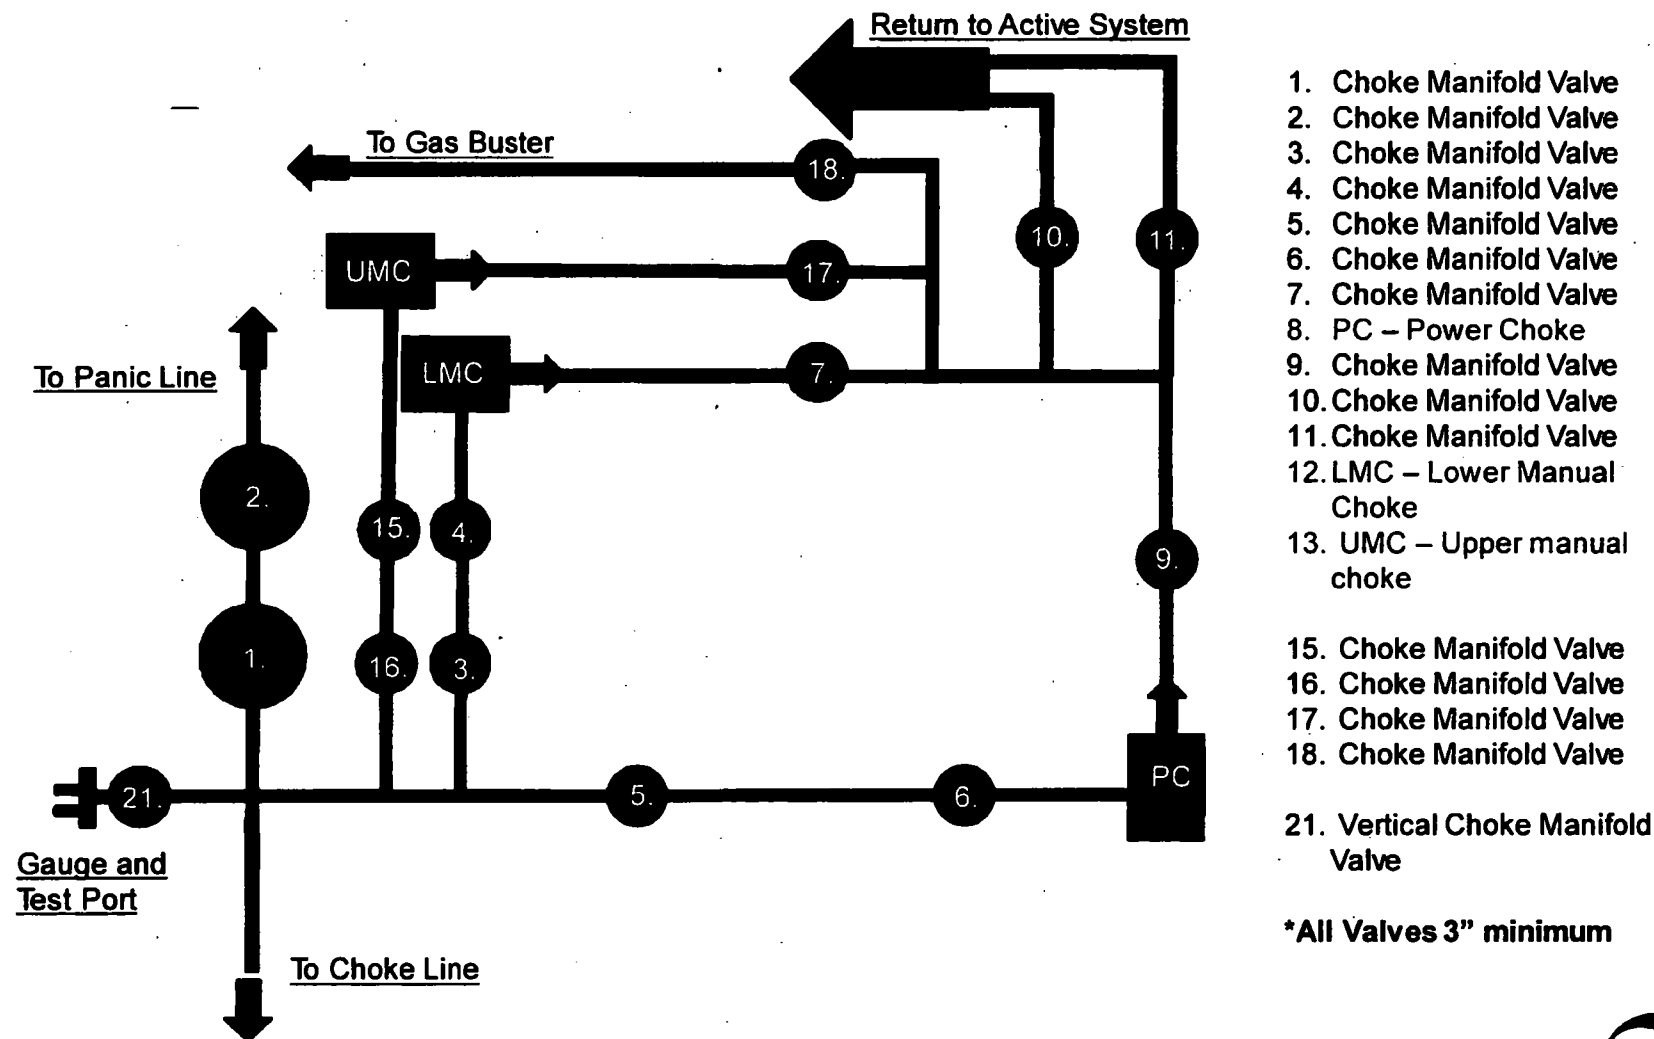 Return to Active System
To Gas Buster
18.
10.
11.
UMC
17.
To Panic Line
LMC
7.
2.
15.
4.
9.
1.
16.
3.
21.
5.
6.
PC
Gauge and
Test Port
To Choke Line
1. Choke Manifold Valve
2. Choke Manifold Valve
3. Choke Manifold Valve
4. Choke Manifold Valve
5. Choke Manifold Valve
6. Choke Manifold Valve
7. Choke Manifold Valve
8. PC – Power Choke
9. Choke Manifold Valve
10. Choke Manifold Valve
11. Choke Manifold Valve
12. LMC – Lower Manual
Choke
13. UMC – Upper manual
choke
15. Choke Manifold Valve
16. Choke Manifold Valve
17. Choke Manifold Valve
18. Choke Manifold Valve
21. Vertical Choke Manifold
Valve
*All Valves 3” minimum